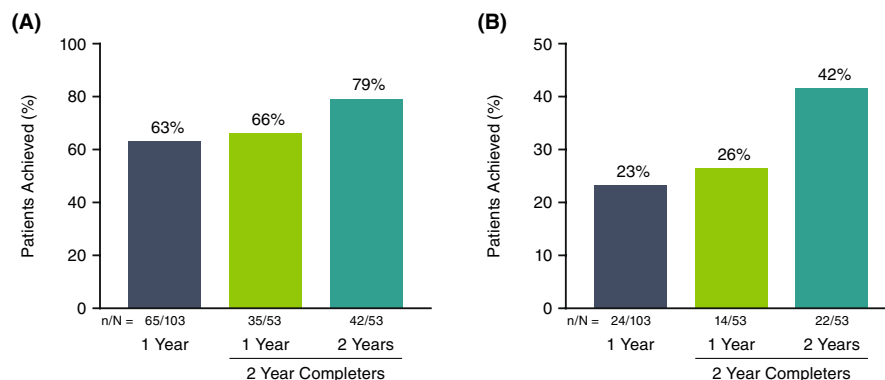 (A)
Patients Achieved (%)
100
80
60
40
20
0
63%
66%
79%
n/N = 65/103 35/53 42/53
1 Year 1 Year 2 Years
2 Year Completers
(B)
Patients Achieved (%)
50
40
30
20
10
0
23%
26%
42%
n/N = 24/103 14/53 22/53
1 Year 1 Year 2 Years
2 Year Completers